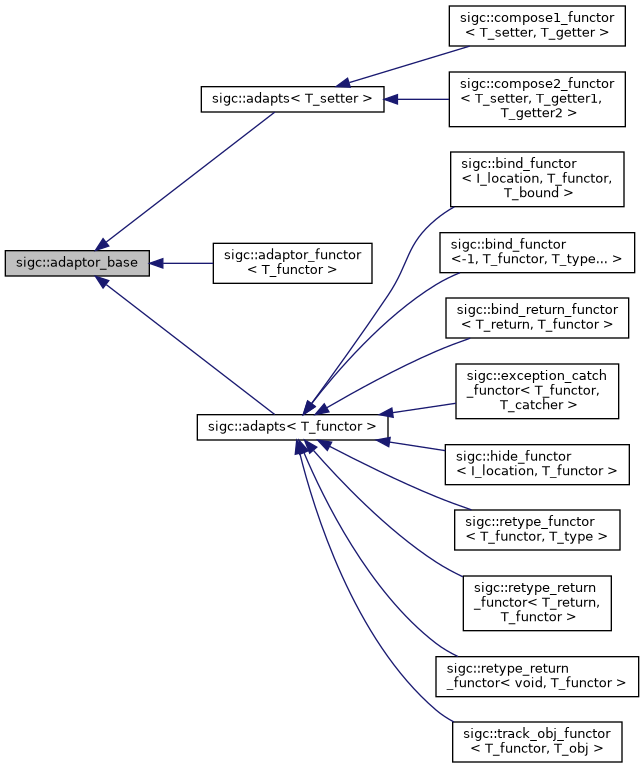 sigc::compose1_functor
< T_setter, T_getter >
sigc::adapts< T_setter >
sigc::compose2_functor
< T_setter, T_getter1,
T_getter2 >
sigc::bind_functor
< I_location, T_functor,
T_bound >
sigc::adaptor_base
sigc::adaptor_functor
< T_functor >
sigc::bind_functor
<-1, T_functor, T_type... >
sigc::bind_return_functor
< T_return, T_functor >
sigc::exception_catch
_functor< T_functor,
T_catcher >
sigc::adapts< T_functor >
sigc::hide_functor
< I_location, T_functor >
sigc::retype_functor
< T_functor, T_type >
sigc::retype_return
_functor< T_return,
T_functor >
sigc::retype_return
_functor< void, T_functor >
sigc::track_obj_functor
< T_functor, T_obj >